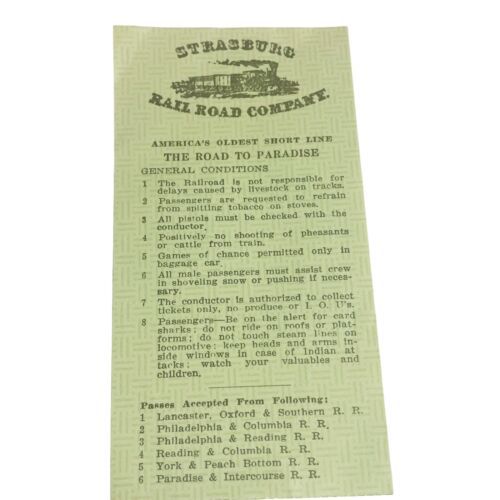 STRASBURG
RAIL ROAD COMPANY.
AMERICA'S OLDEST SHORT LINE
THE ROAD TO PARADISE
GENERAL CONDITIONS
1 The Railroad is not responsible for
delays caused by livestock on tracks.
2 Passengers are requested to refrain
from spitting tobacco on stoves.
3 All pistols must be checked with the
conductor.
4 Positively no shooting of pheasants
or cattle from train.
5 Games of chance permitted only in
baggage car.
6 All male passengers must assist crew
in shoveling snow or pushing if neces-
sary.
7 The conductor is authorized to collect
tickets only, no produce or I. O. U's.
8 Passengers—Be on the alert for card
sharks; do not ride on roofs or plat-
forms; do not touch steam lines on
locomotive; keep heads and arms in-
side windows in case of Indian at
tacks; watch your valuables and
children.
Passes Accepted From Following:
1 Lancaster, Oxford & Southern R. R.
2 Philadelphia & Columbia R. R.
3 Philadelphia & Reading R. R.
4 Reading & Columbia R. R.
5 York & Peach Bottom R. R.
6 Paradise & Intercourse R. R.